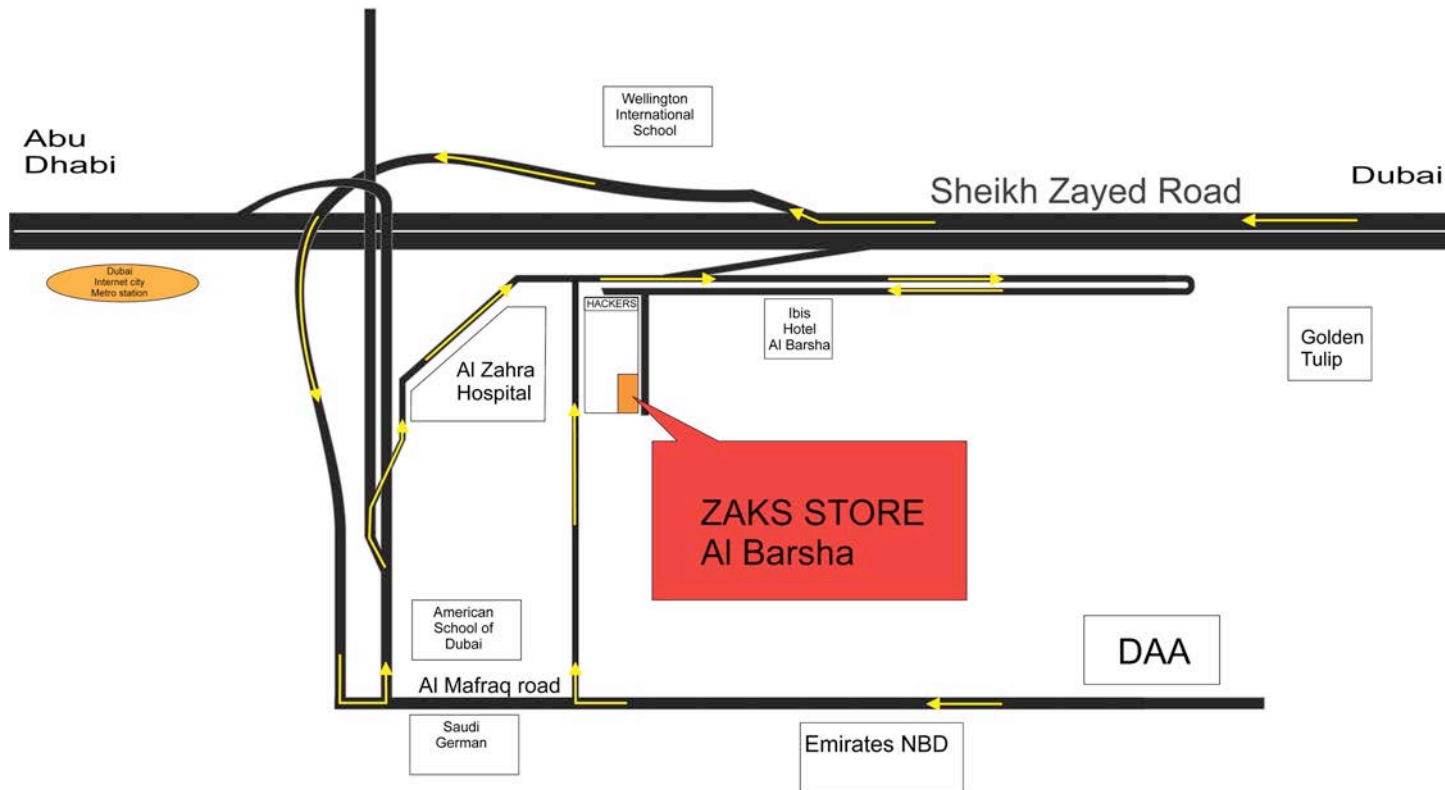 Wellington
International
School
Abu
Dhabi
Sheikh Zayed Road
Dubai
Dubai
Internet city
Metro station
HACKERS
Ibis
Hotel
Al Barsha
Golden
Tulip
Al Zahra
Hospital
ZAKS STORE
Al Barsha
American
School of
Dubai
DAA
Al Mafraq road
Saudi
German
Emirates NBD